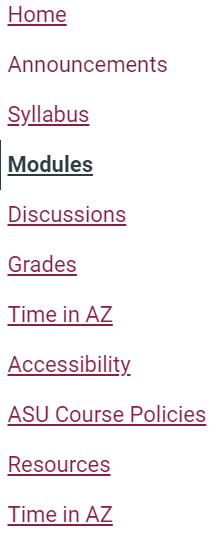 Home
Announcements
Syllabus
Modules
Discussions
Grades
Time in AZ
Accessibility
ASU Course Policies
Resources
Time in AZ